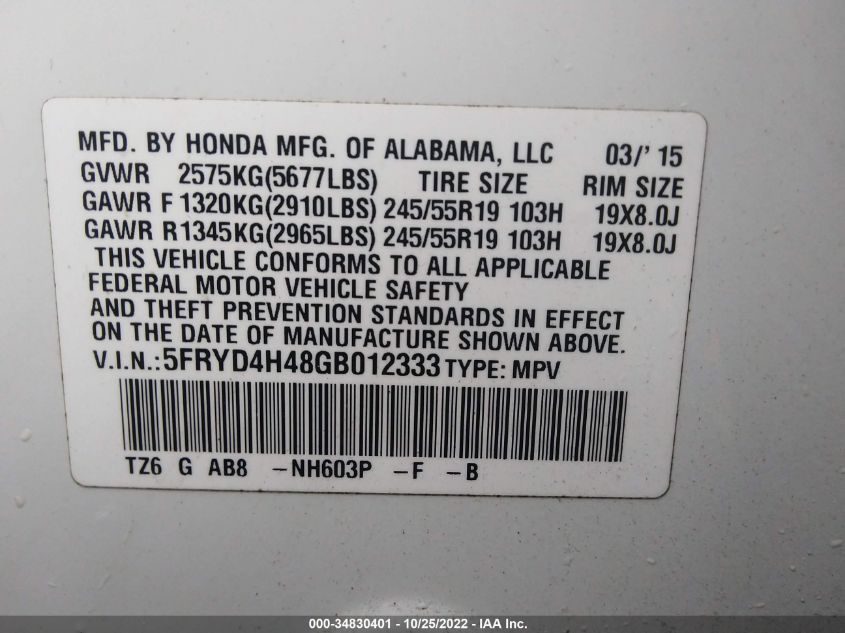 MFD. BY HONDA MFG. OF ALABAMA, LLC 03/' 15
GVWR 2575KG(5677LBS) TIRE SIZE RIM SIZE
GAWR F 1320KG(2910LBS) 245/55R19 103H 19X8.0J
GAWR R 1345KG(2965LBS) 245/55R19 103H 19X8.0J
THIS VEHICLE CONFORMS TO ALL APPLICABLE
FEDERAL MOTOR VEHICLE SAFETY
AND THEFT PREVENTION STANDARDS IN EFFECT
ON THE DATE OF MANUFACTURE SHOWN ABOVE.
V.I.N.:5FRYD4H48GB012333 TYPE: MPV
TZ6 G AB8 -NH603P -F -B
000-34830401 - 10/25/2022 - IAA Inc.